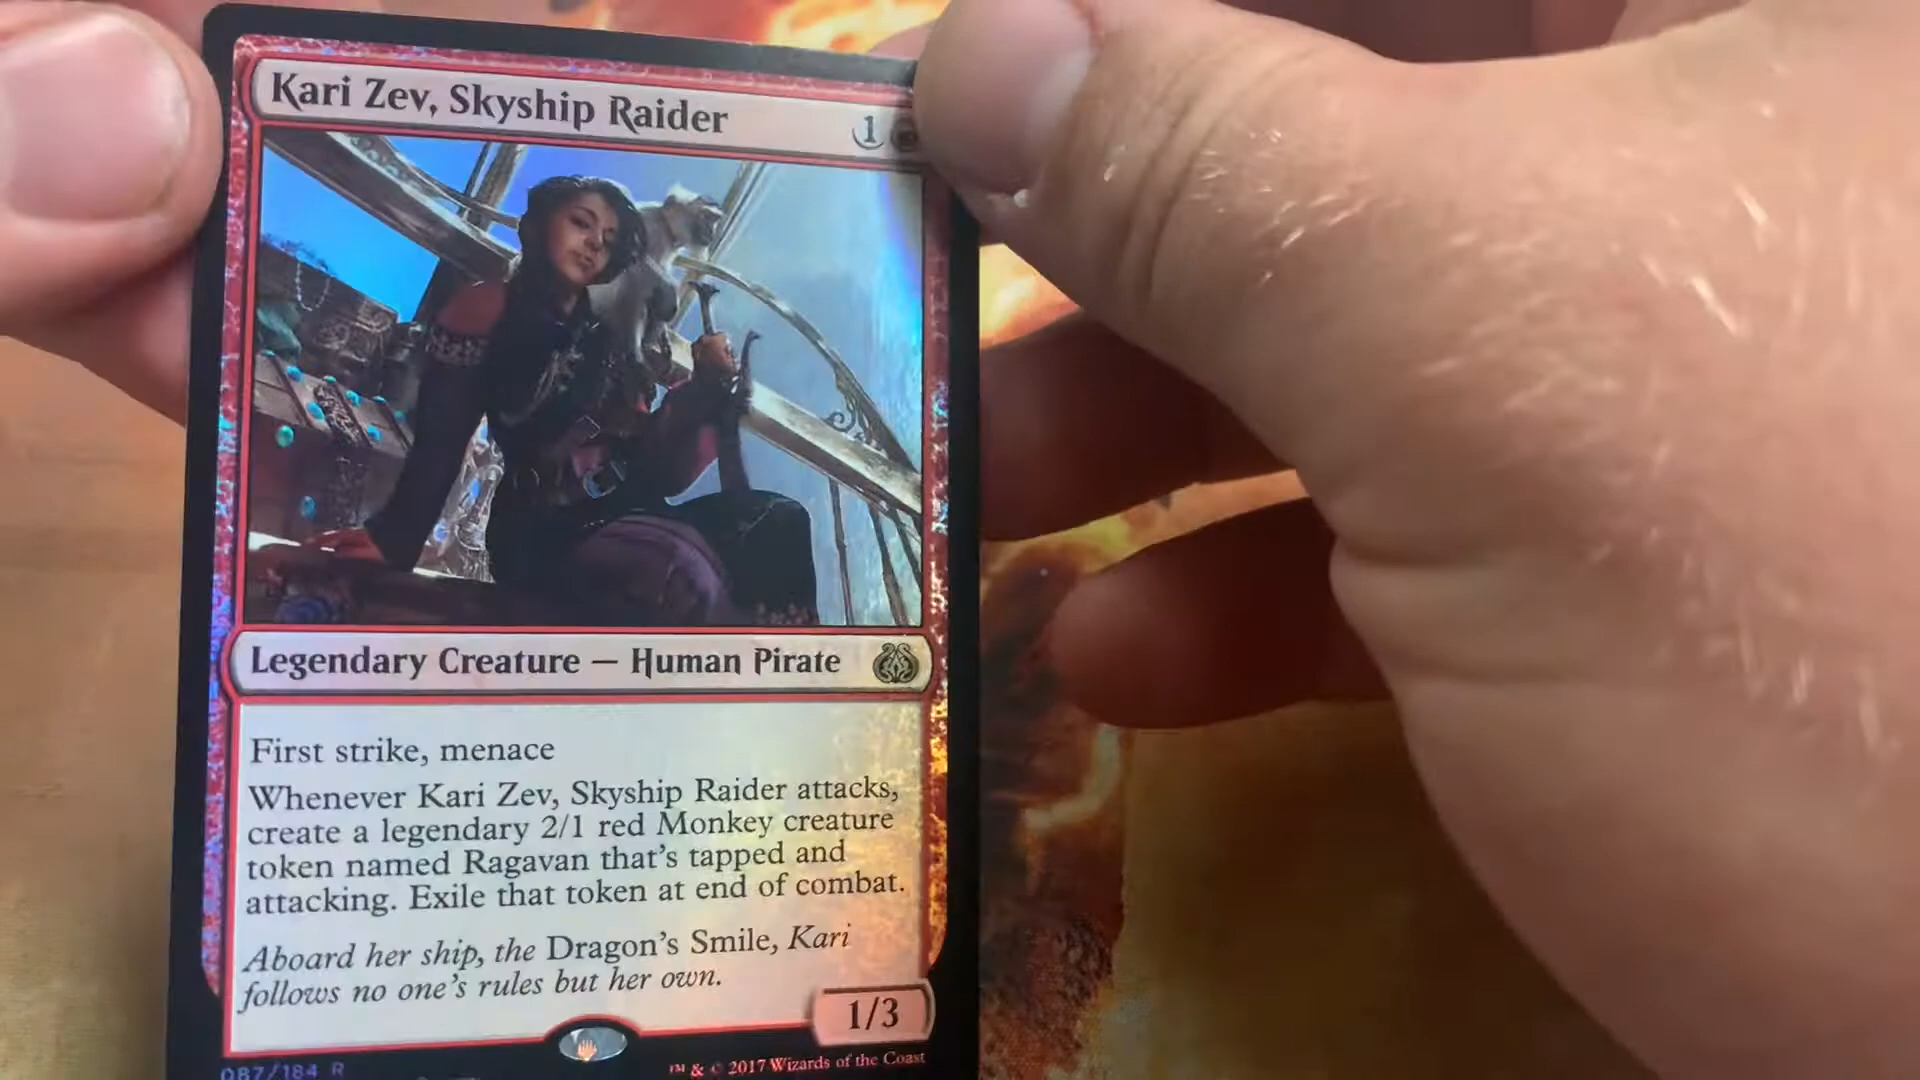 Kari Zev, Skyship Raider
1
Legendary Creature — Human Pirate
First strike, menace
Whenever Kari Zev, Skyship Raider attacks,
create a legendary 2/1 red Monkey creature
token named Ragavan that's tapped and
attacking. Exile that token at end of combat.
Aboard her ship, the Dragon's Smile, Kari
follows no one's rules but her own.
1/3
087/184 R
™ & © 2017 Wizards of the Coast